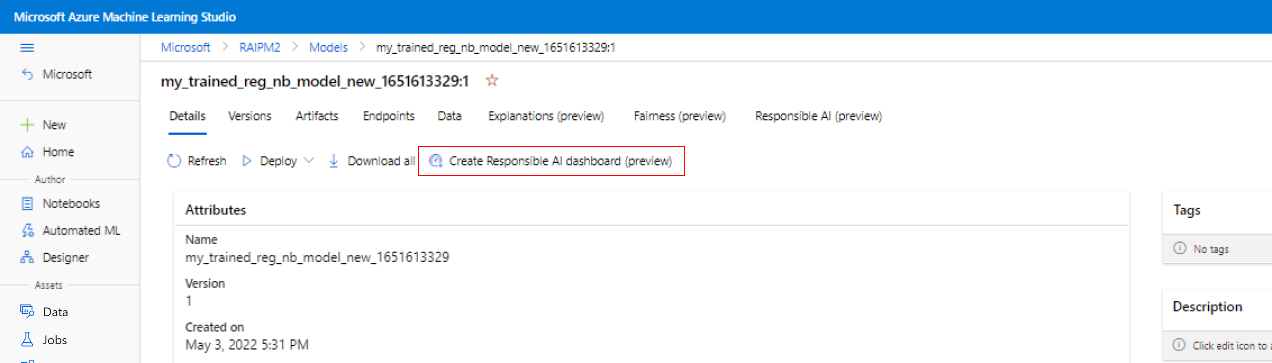 Microsoft Azure Machine Learning Studio
Microsoft > RAIPM2 > Models > my_trained_reg_nb_model_new_1651613329:1
Microsoft
my_trained_reg_nb_model_new_1651613329:1
Details Versions Artifacts Endpoints Data Explanations (preview) Fairness (preview) Responsible AI (preview)
New
Home
Refresh Deploy Download all Create Responsible AI dashboard (preview)
Author
Notebooks
Automated ML
Designer
Assets
Data
Jobs
Attributes
Name
my_trained_reg_nb_model_new_1651613329
Version
1
Created on
May 3, 2022 5:31 PM
Tags
No tags
Description
Click edit icon to